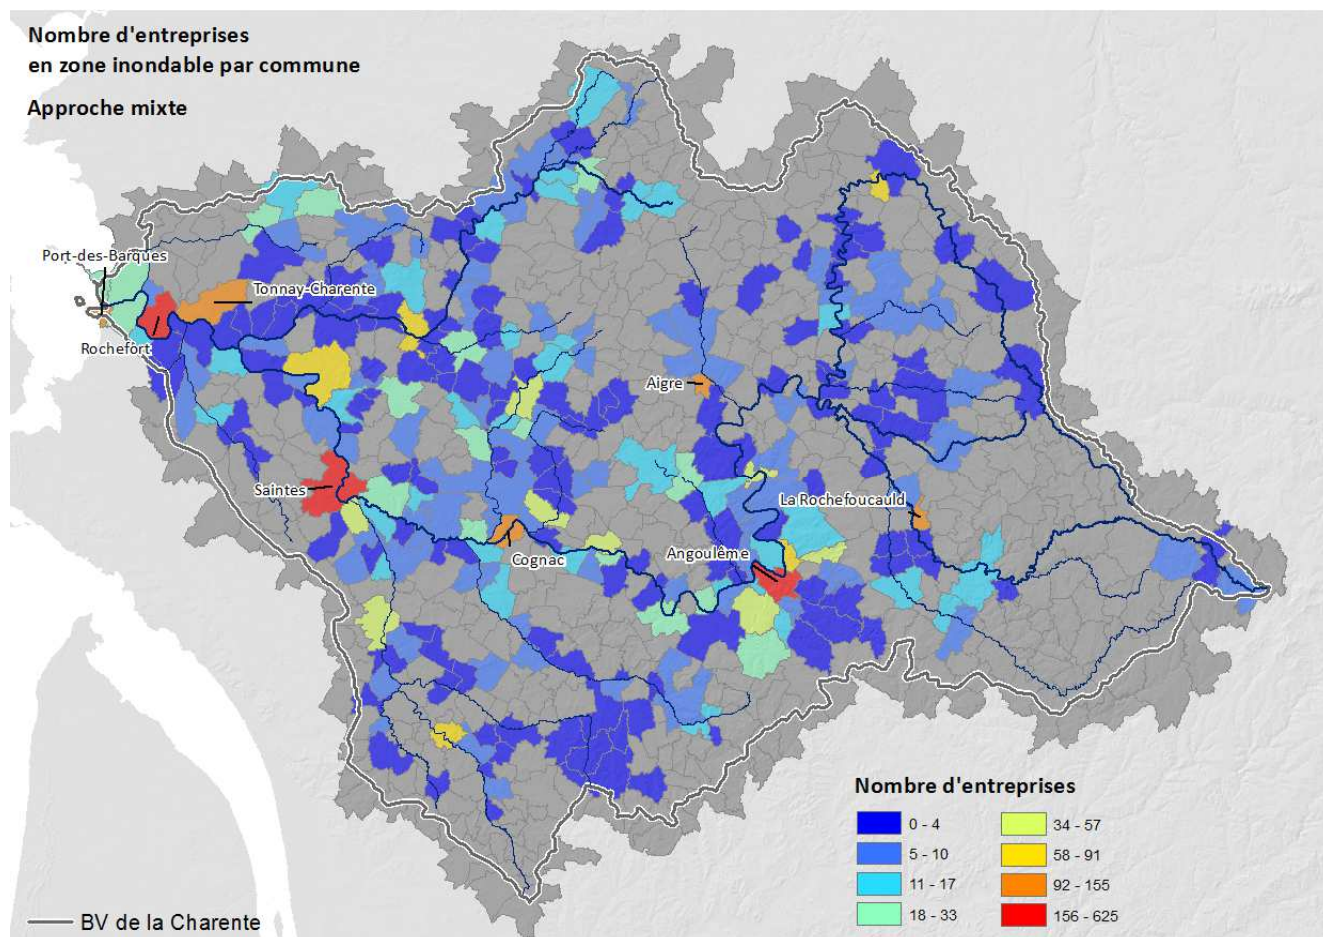 Nombre d'entreprises
en zone inondable par commune
Approche mixte
Port-des-Barques
Tonnay-Charente
Rochefort
Aigre
Saintes
La Rochefoucauld
Cognac
Angoulême
Nombre d'entreprises
0 - 4
5 - 10
11 - 17
18 - 33
34 - 57
58 - 91
92 - 155
156 - 625
BV de la Charente